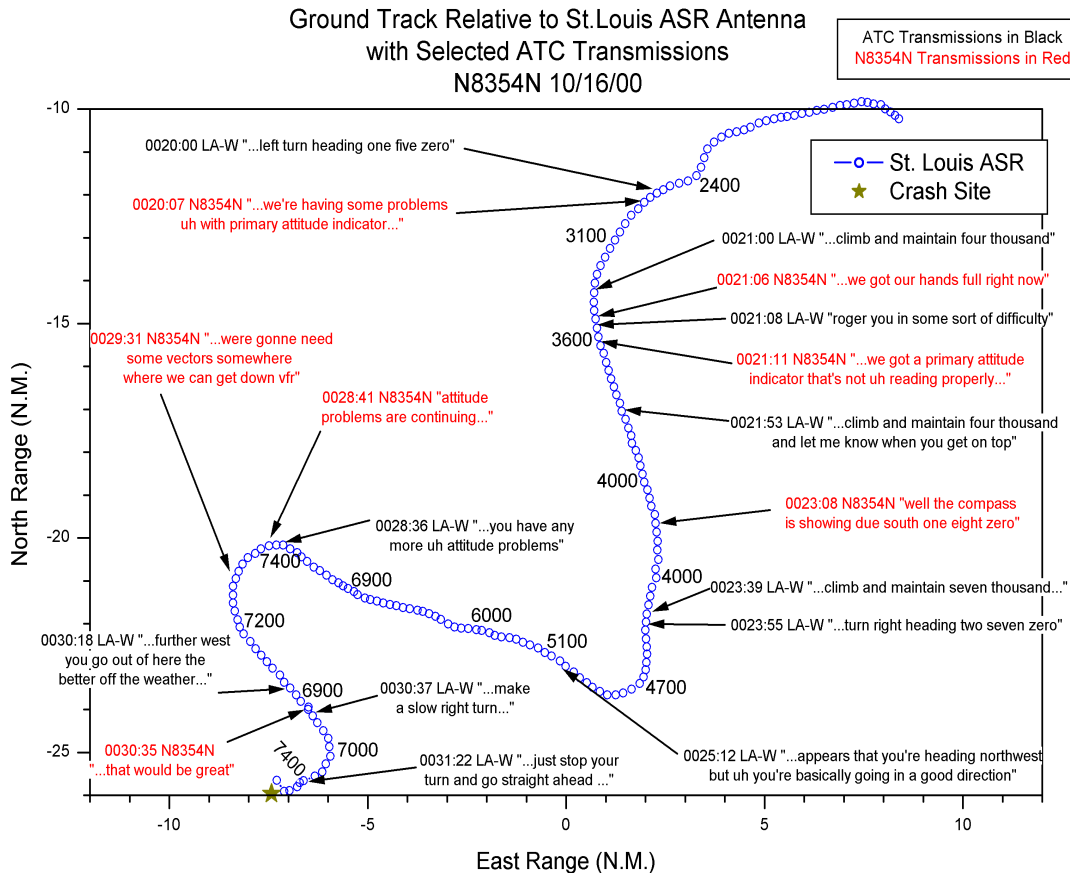 Ground Track Relative to St.Louis ASR Antenna
with Selected ATC Transmissions
N8354N 10/16/00
ATC Transmissions in Black
N8354N Transmissions in Red
-10
0020:00 LA-W "...left turn heading one five zero"
St. Louis ASR
Crash Site
2400
0020:07 N8354N "...we're having some problems
uh with primary attitude indicator..."
3100
0021:00 LA-W "...climb and maintain four thousand"
0021:06 N8354N "...we got our hands full right now"
0021:08 LA-W "roger you in some sort of difficulty"
-15
3600
0029:31 N8354N "...were gonne need
some vectors somewhere
where we can get down vfr"
0021:11 N8354N "...we got a primary attitude
indicator that's not uh reading properly..."
0028:41 N8354N "attitude
problems are continuing..."
0021:53 LA-W "...climb and maintain four thousand
and let me know when you get on top"
4000
0023:08 N8354N "well the compass
is showing due south one eight zero"
North Range (N.M.)
-20
0028:36 LA-W "...you have any
more uh attitude problems"
7400
6900
4000
0023:39 LA-W "...climb and maintain seven thousand..."
7200
6000
0023:55 LA-W "...turn right heading two seven zero"
5100
0030:18 LA-W "...further west
you go out of here the
better off the weather..."
6900
4700
0030:37 LA-W "...make
a slow right turn..."
0030:35 N8354N
"...that would be great"
-25
7400
7000
0031:22 LA-W "...just stop your
turn and go straight ahead ..."
0025:12 LA-W "...appears that you're heading northwest
but uh you're basically going in a good direction"
-10
-5
0
5
10
East Range (N.M.)